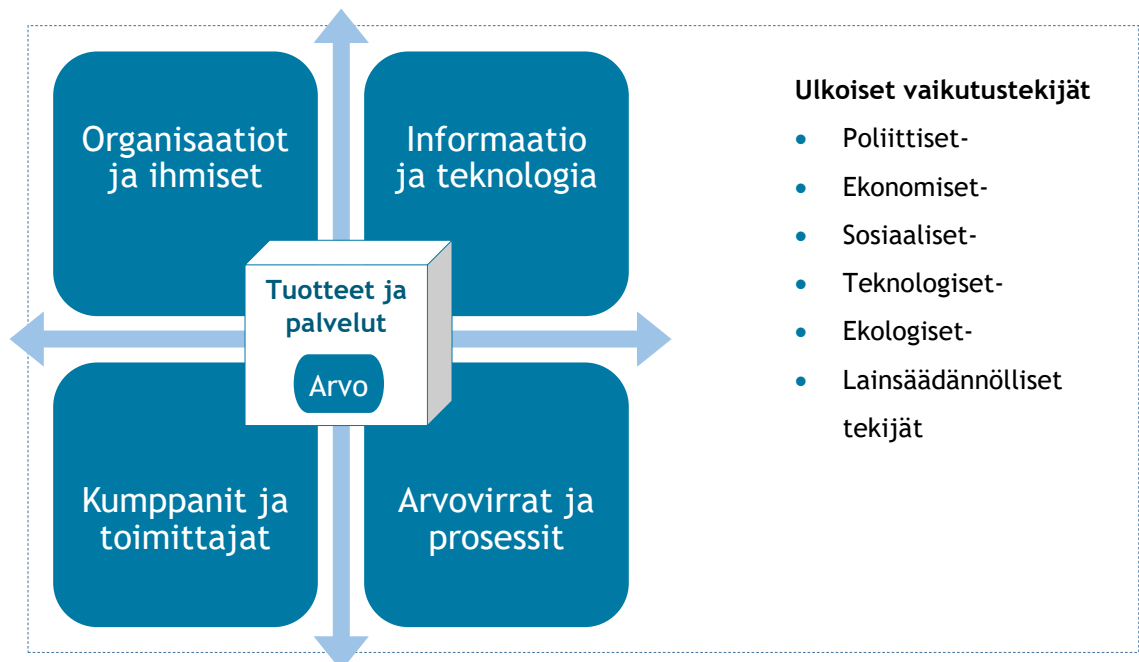 Organisaatiot
ja ihmiset
Informaatio
ja teknologia
Tuotteet ja
palvelut
Arvo
Kumppanit ja
toimittajat
Arvovirrat ja
prosessit
Ulkoiset vaikutustekijät
• Poliittiset-
• Ekonomiset-
• Sosiaaliset-
• Teknologiset-
• Ekologiset-
• Lainsäädännölliset
tekijät